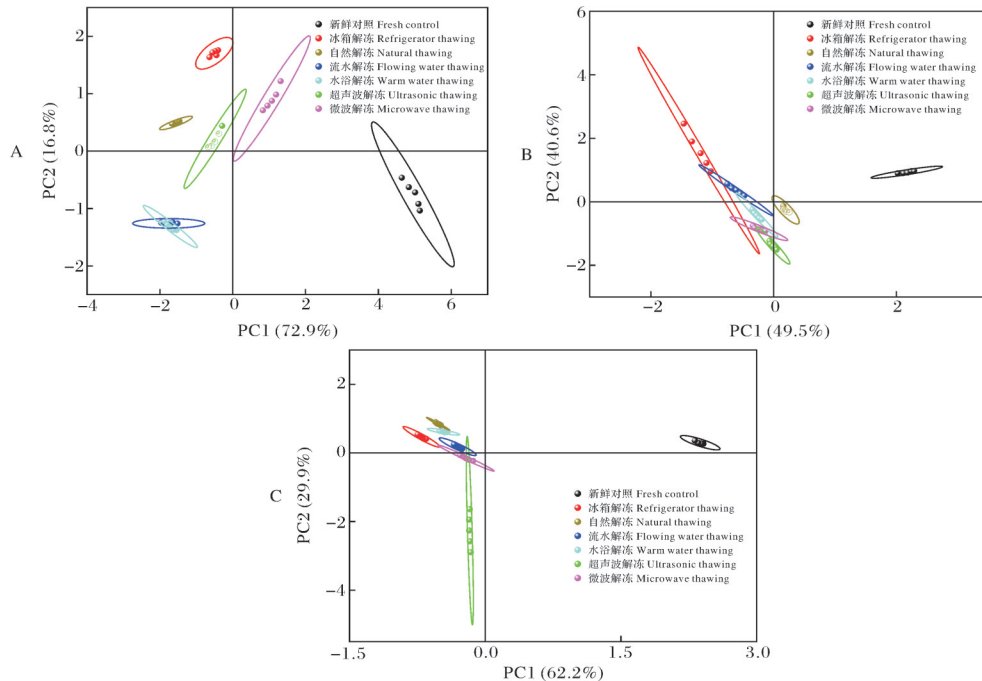 A
PC2 (16.8%)
2
1
0
−1
−2
−4
−2
0
2
4
6
PC1 (72.9%)
新鲜对照 Fresh control
冰箱解冻 Refrigerator thawing
自然解冻 Natural thawing
流水解冻 Flowing water thawing
水浴解冻 Warm water thawing
超声波解冻 Ultrasonic thawing
微波解冻 Microwave thawing
B
PC2 (40.6%)
6
4
2
0
−2
−2
0
2
PC1 (49.5%)
新鲜对照 Fresh control
冰箱解冻 Refrigerator thawing
自然解冻 Natural thawing
流水解冻 Flowing water thawing
水浴解冻 Warm water thawing
超声波解冻 Ultrasonic thawing
微波解冻 Microwave thawing
C
PC2 (29.9%)
2
0
−2
−4
−1.5
0.0
1.5
3.0
PC1 (62.2%)
新鲜对照 Fresh control
冰箱解冻 Refrigerator thawing
自然解冻 Natural thawing
流水解冻 Flowing water thawing
水浴解冻 Warm water thawing
超声波解冻 Ultrasonic thawing
微波解冻 Microwave thawing